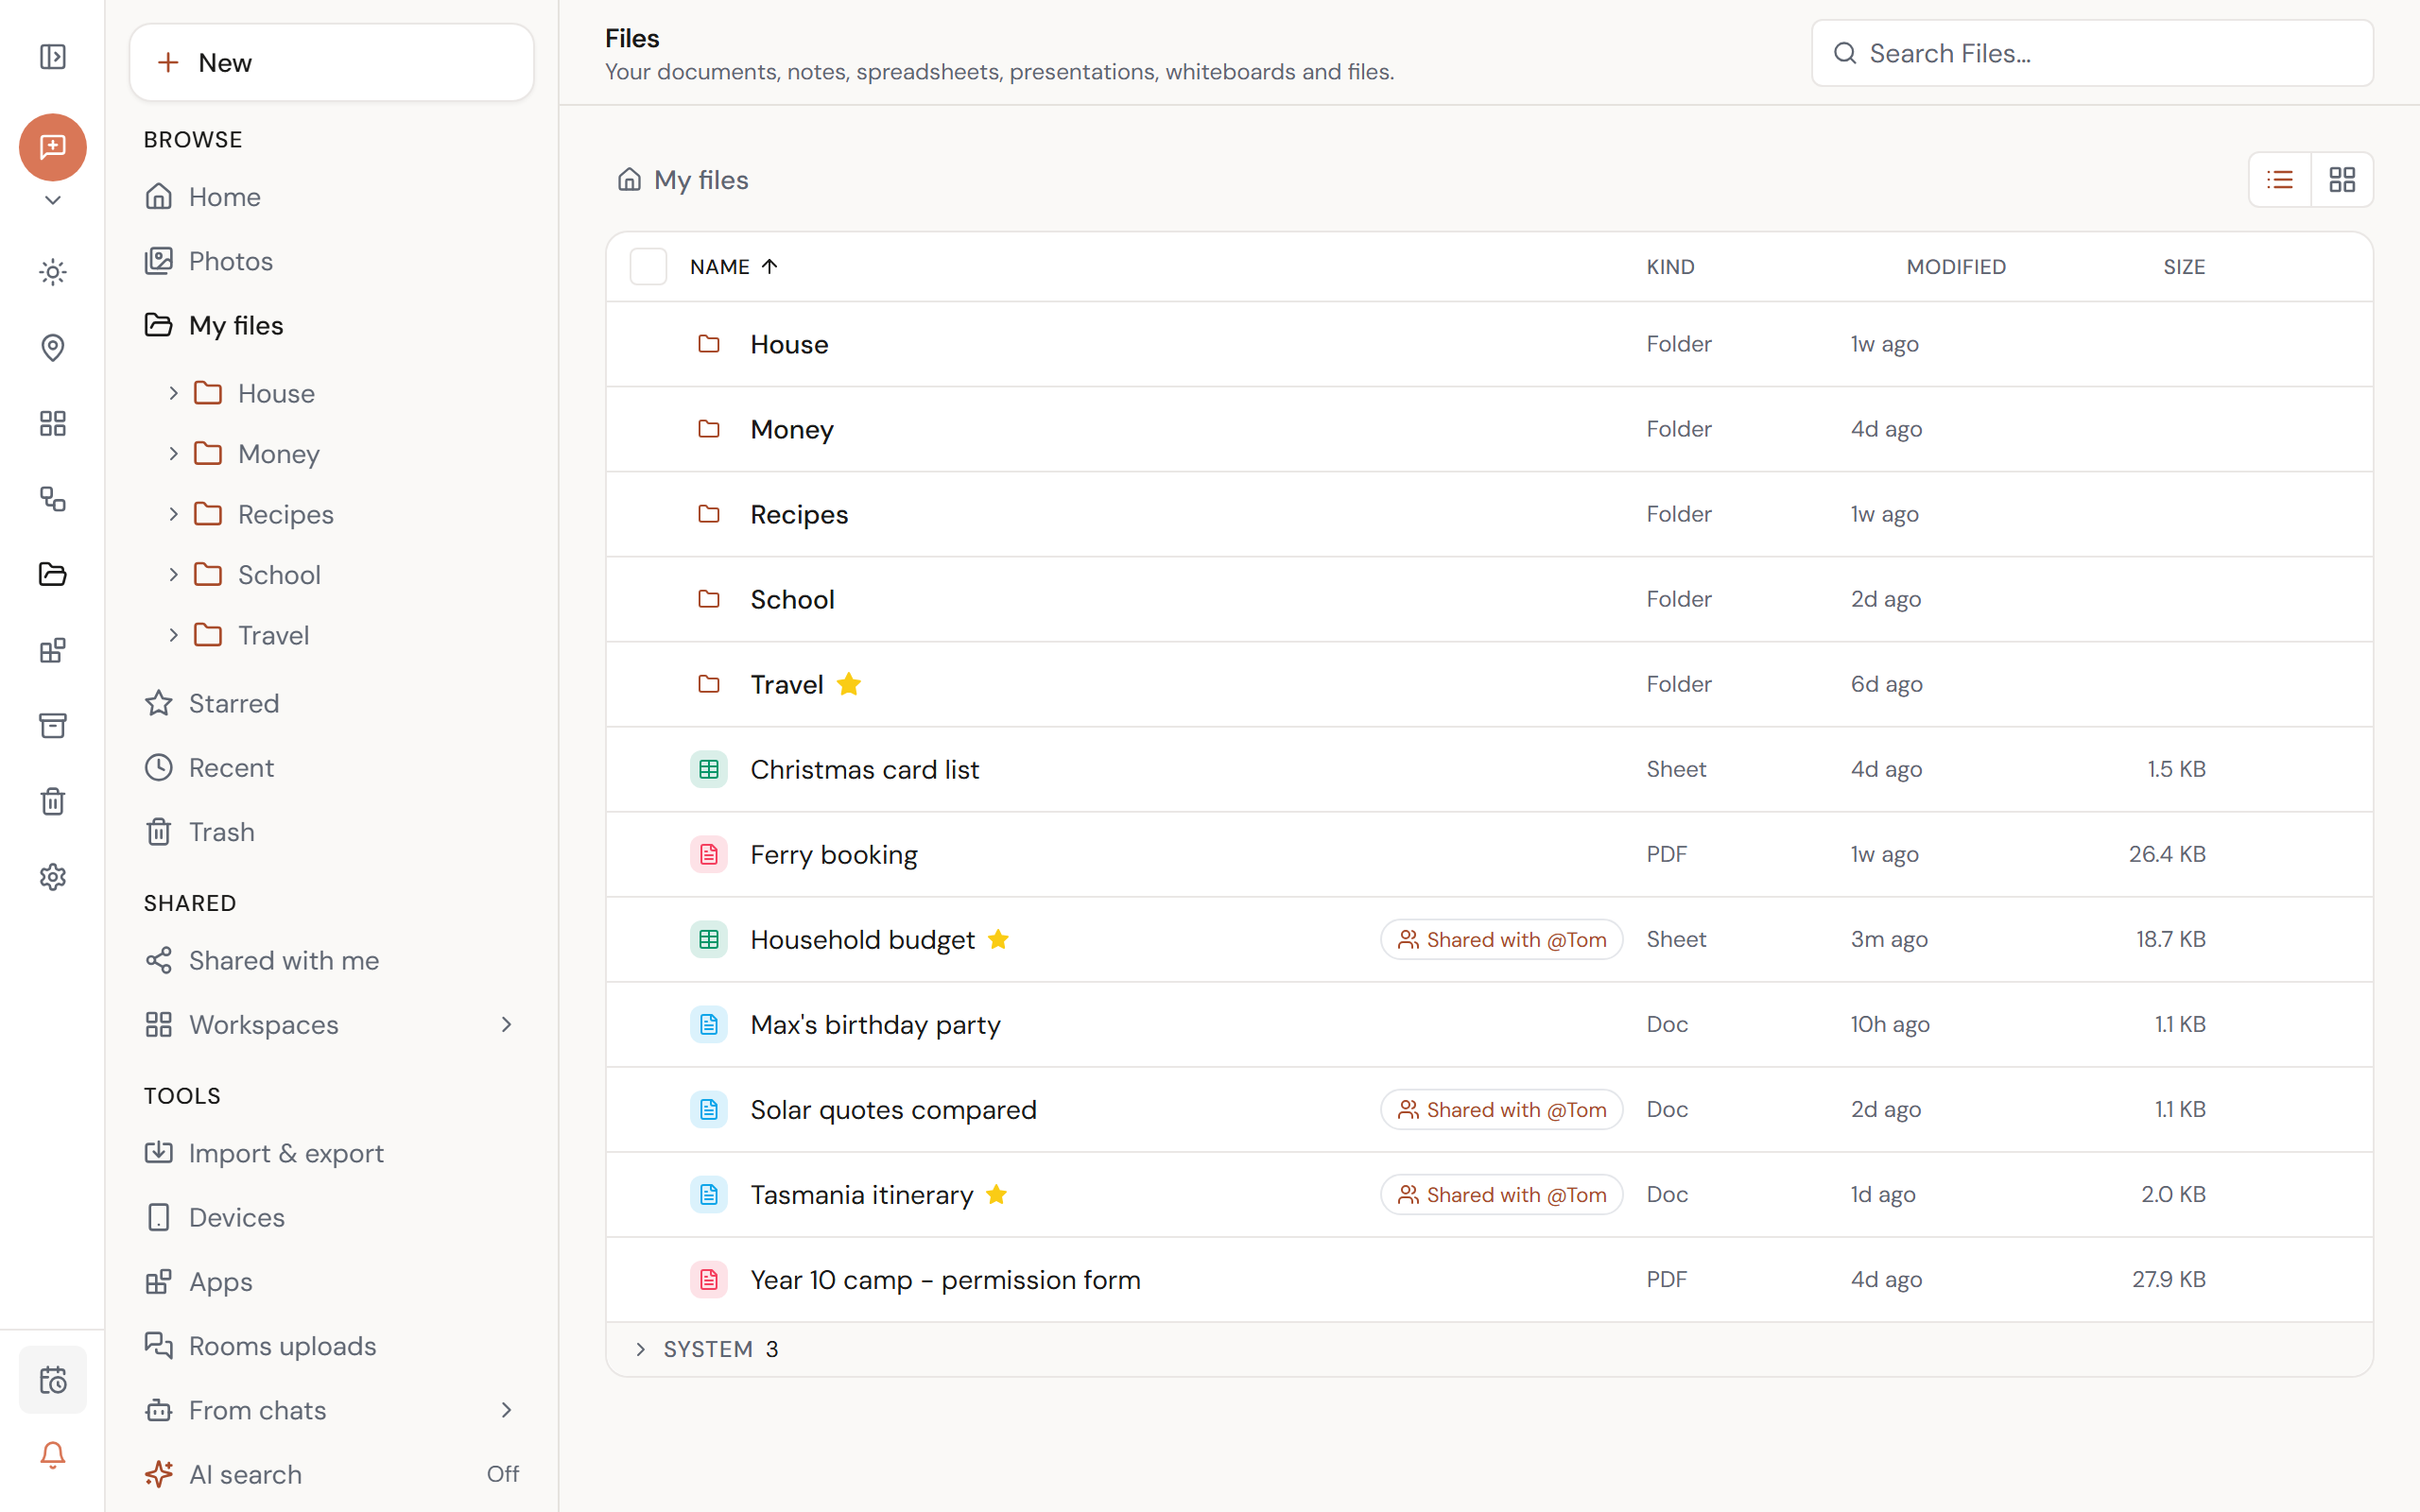 New
BROWSE
Home
Photos
My files
House
Money
Recipes
School
Travel
Starred
Recent
Trash
SHARED
Shared with me
Workspaces
TOOLS
Import & export
Devices
Apps
Rooms uploads
From chats
AI search Off
Files
Your documents, notes, spreadsheets, presentations, whiteboards and files.
Search Files...
My files
NAME KIND MODIFIED SIZE
House Folder 1w ago
Money Folder 4d ago
Recipes Folder 1w ago
School Folder 2d ago
Travel Folder 6d ago
Christmas card list Sheet 4d ago 1.5 KB
Ferry booking PDF 1w ago 26.4 KB
Household budget Shared with @Tom Sheet 3m ago 18.7 KB
Max's birthday party Doc 10h ago 1.1 KB
Solar quotes compared Shared with @Tom Doc 2d ago 1.1 KB
Tasmania itinerary Shared with @Tom Doc 1d ago 2.0 KB
Year 10 camp - permission form PDF 4d ago 27.9 KB
SYSTEM 3